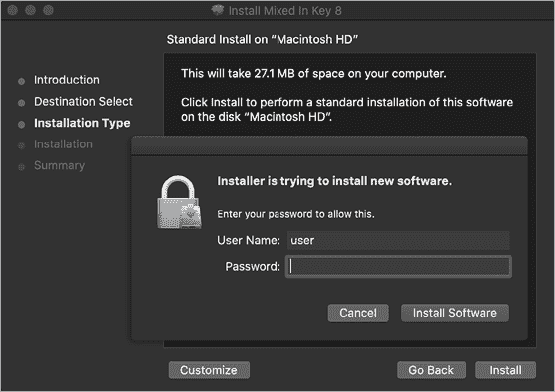 Install Mixed In Key 8
Standard Install on “Macintosh HD”
Introduction
Destination Select
Installation Type
Installation
Summary
This will take 27.1 MB of space on your computer.
Click Install to perform a standard installation of this software
on the disk “Macintosh HD”.
Installer is trying to install new software.
Enter your password to allow this.
User Name: user
Password:
Cancel
Install Software
Customize
Go Back
Install